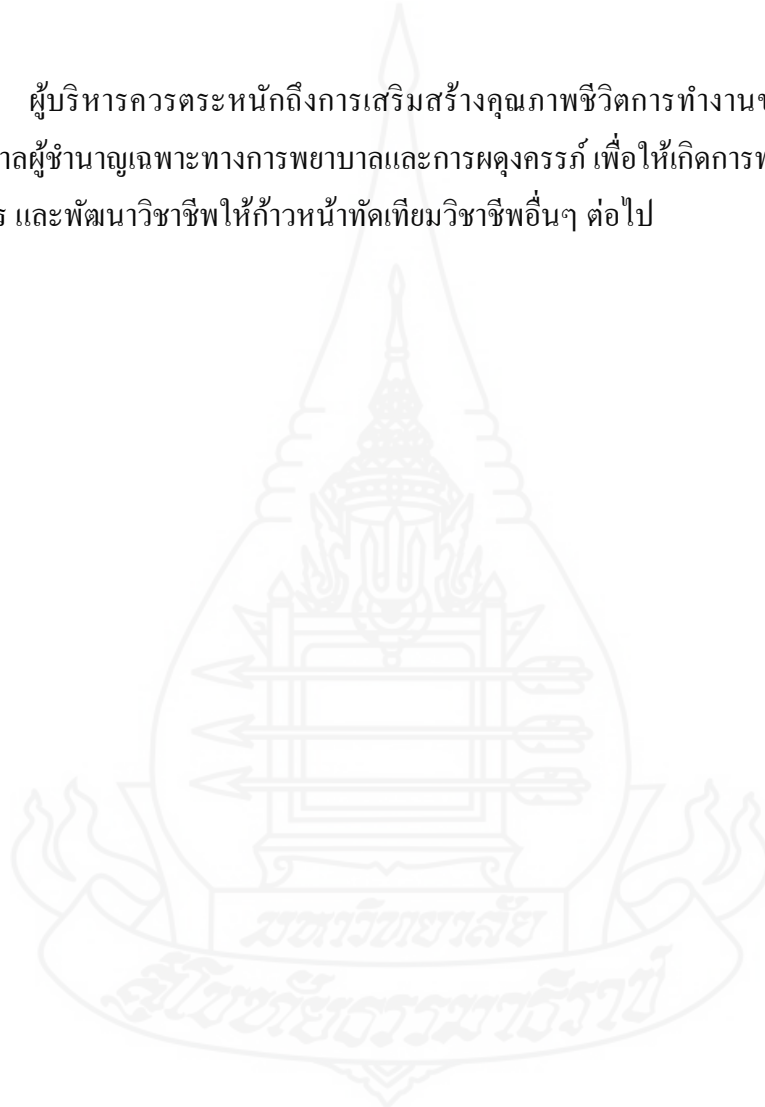 ผู้บริหารควรตระหนักถึงการเสริมสร้างคุณภาพชีวิตการทำงานข
าลผู้ชำนาญเฉพาะทางการพยาบาลและการผดุงครรภ์ เพื่อให้เกิดการพ
ร และพัฒนาวิชาชีพให้ก้าวหน้าทัดเทียมวิชาชีพอื่นๆ ต่อไป
มหาวิทยาลัย
สุโขทัยธรรมาธิราช